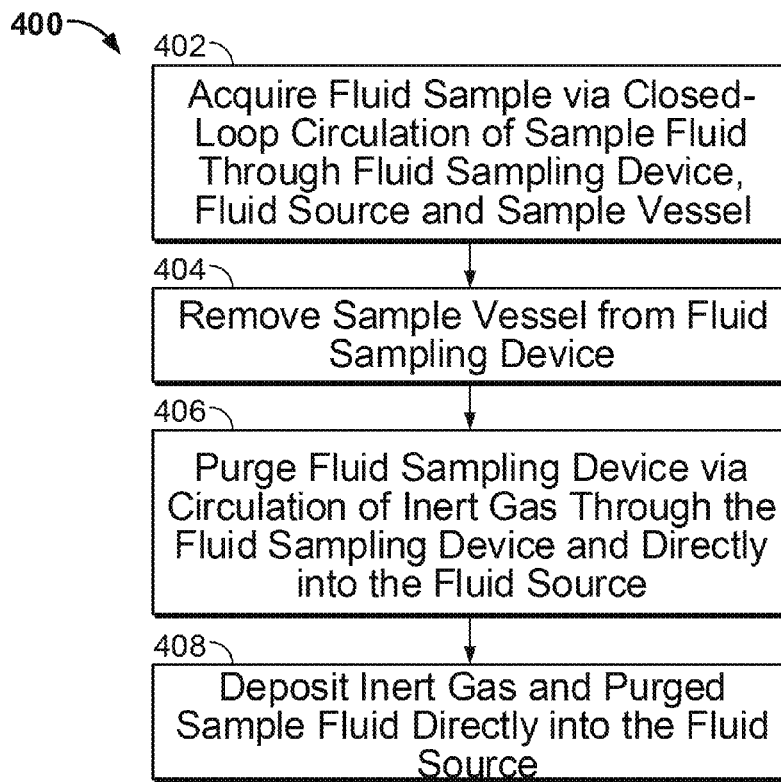 400
402
Acquire Fluid Sample via Closed-
Loop Circulation of Sample Fluid
Through Fluid Sampling Device,
Fluid Source and Sample Vessel
404
Remove Sample Vessel from Fluid
Sampling Device
406
Purge Fluid Sampling Device via
Circulation of Inert Gas Through the
Fluid Sampling Device and Directly
into the Fluid Source
408
Deposit Inert Gas and Purged
Sample Fluid Directly into the Fluid
Source